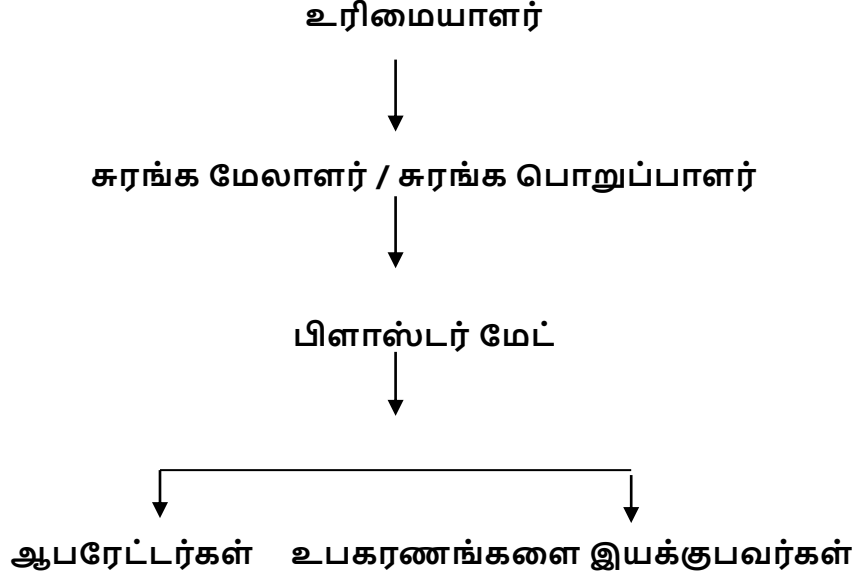 உரிமையாளர்
சுரங்க மேலாளர் / சுரங்க பொறுப்பாளர்
பிளாஸ்டர் மேட்
ஆபரேட்டர்கள் உபகரணங்களை இயக்குபவர்கள்